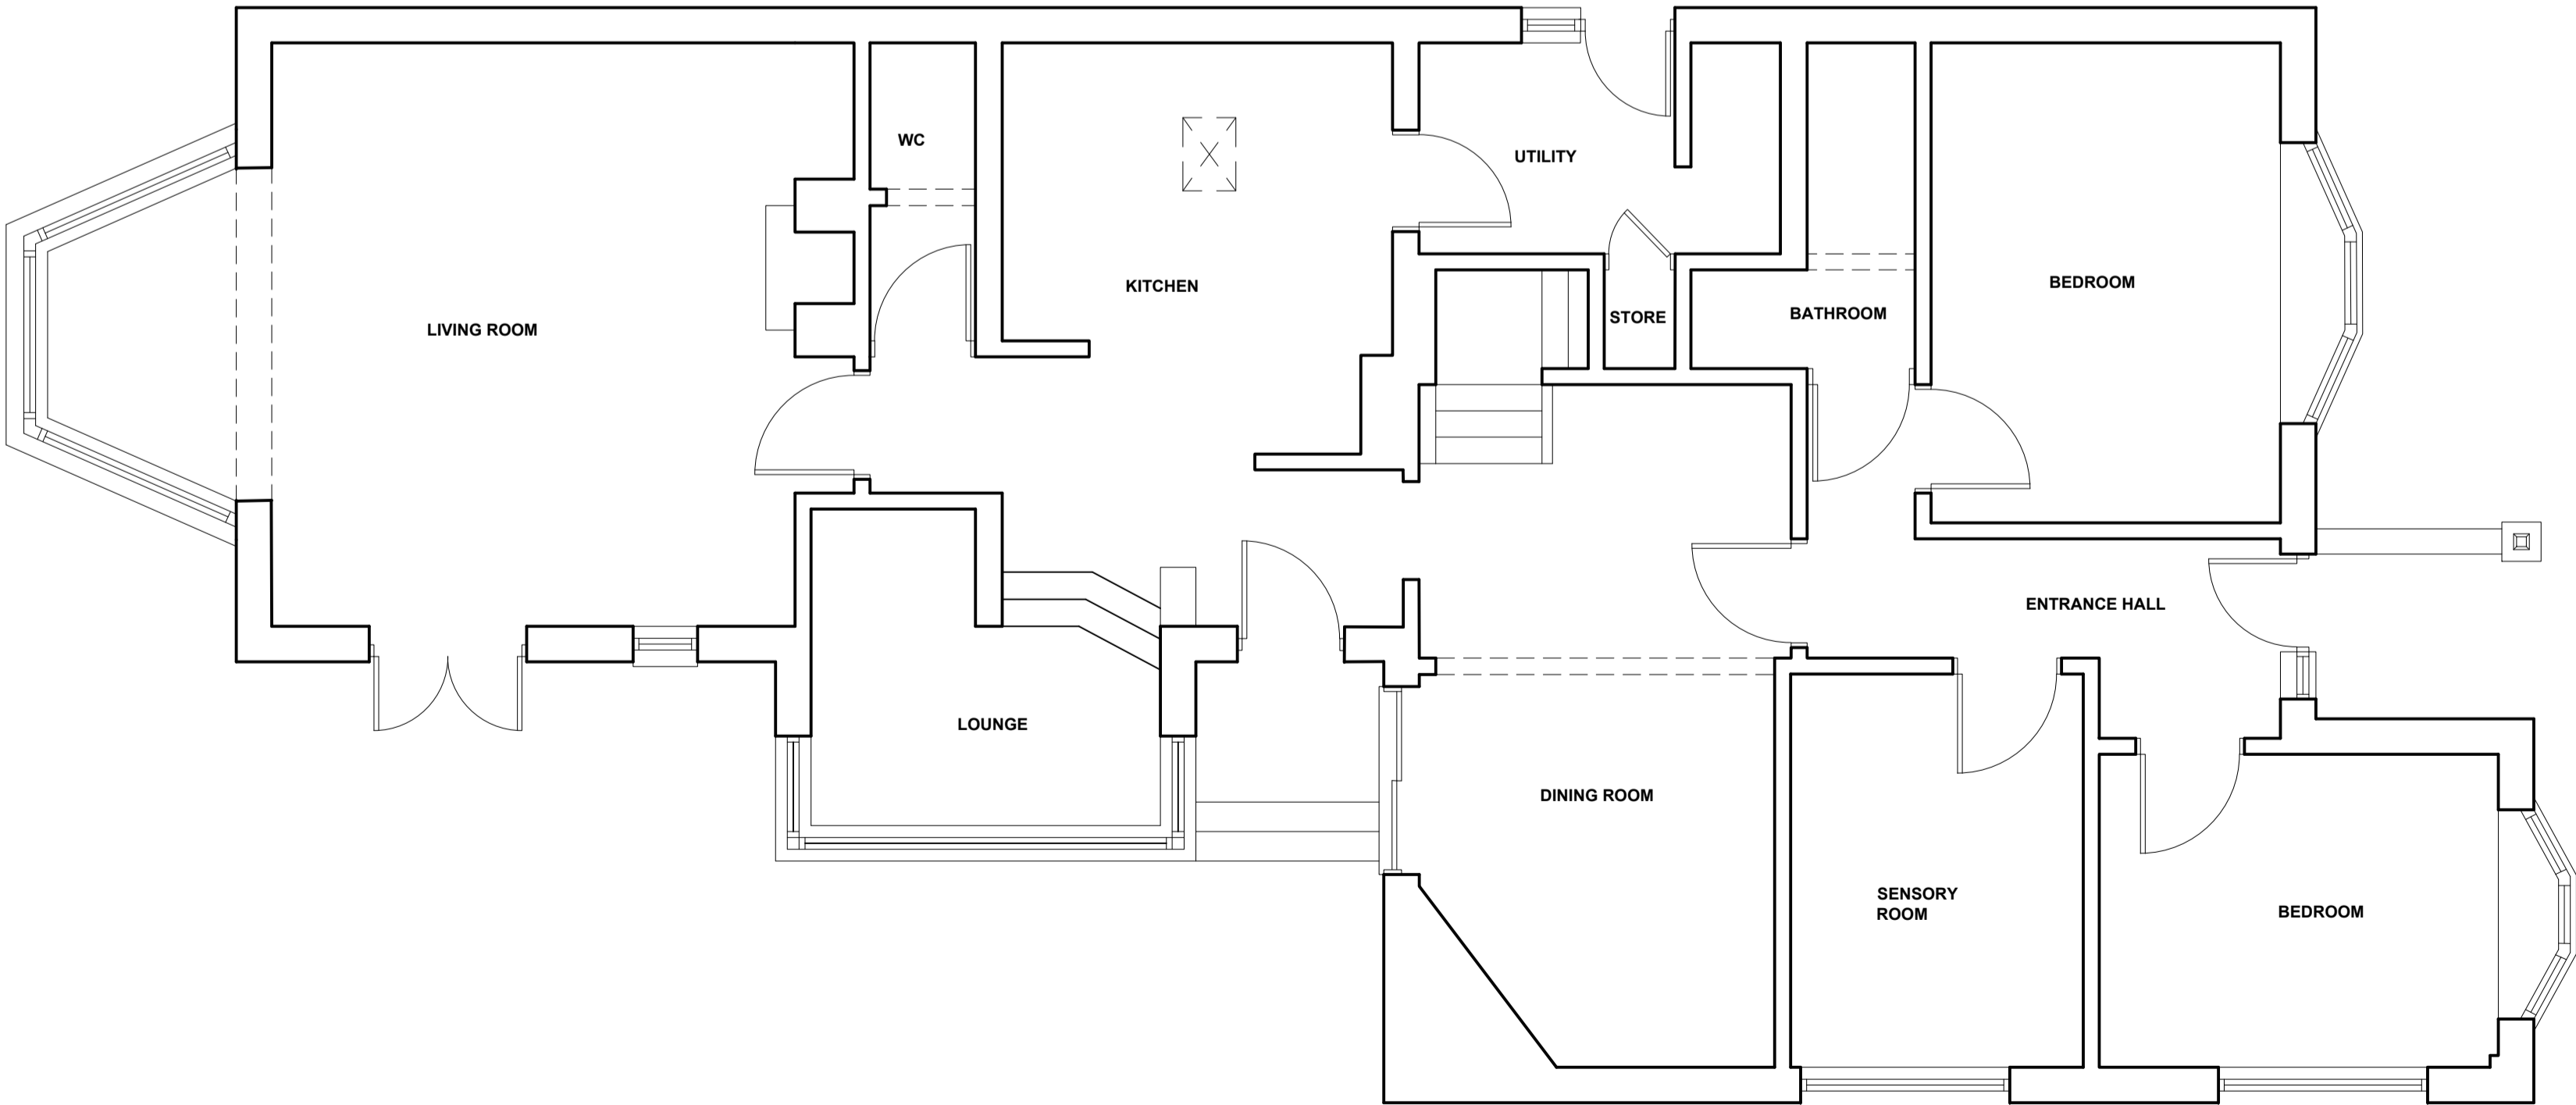 WC
UTILITY
KITCHEN
BEDROOM
LIVING ROOM
STORE
BATHROOM
ENTRANCE HALL
LOUNGE
DINING ROOM
SENSORY
ROOM
BEDROOM